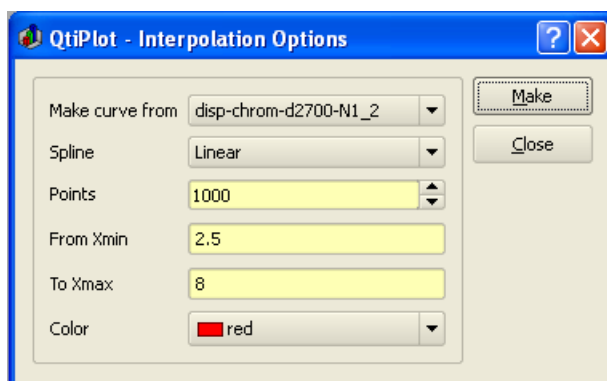 QtiPlot - Interpolation Options
?
Make curve from disp-chrom-d2700-N1_2
Make
Spline Linear
Close
Points 1000
From Xmin 2.5
To Xmax 8
Color red